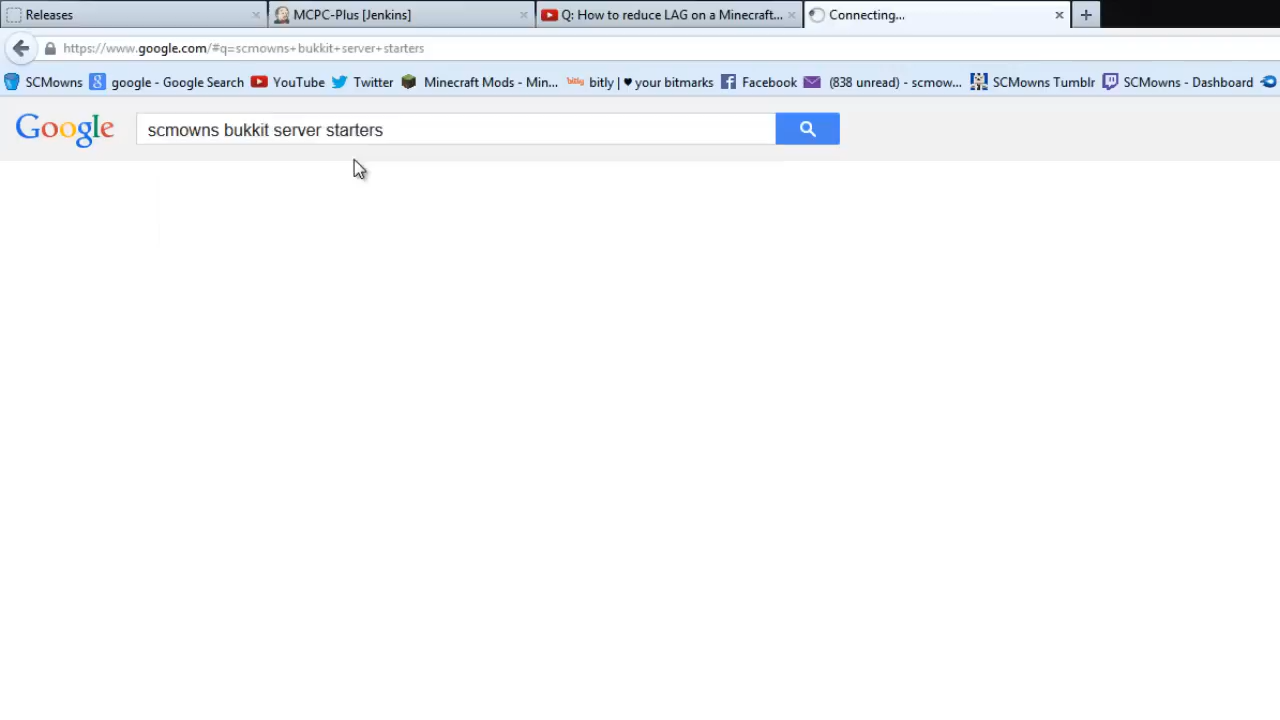 Releases
MCPC-Plus [Jenkins]
Q: How to reduce LAG on a Minecraft...
Connecting...
https://www.google.com/#q=scmowns+bukkit+server+starters
SCMowns
google - Google Search
YouTube
Twitter
Minecraft Mods - Min...
bitly bitly | ♥ your bitmarks
Facebook
(838 unread) - scmow...
SCMowns Tumblr
SCMowns - Dashboard
Google
scmowns bukkit server starters